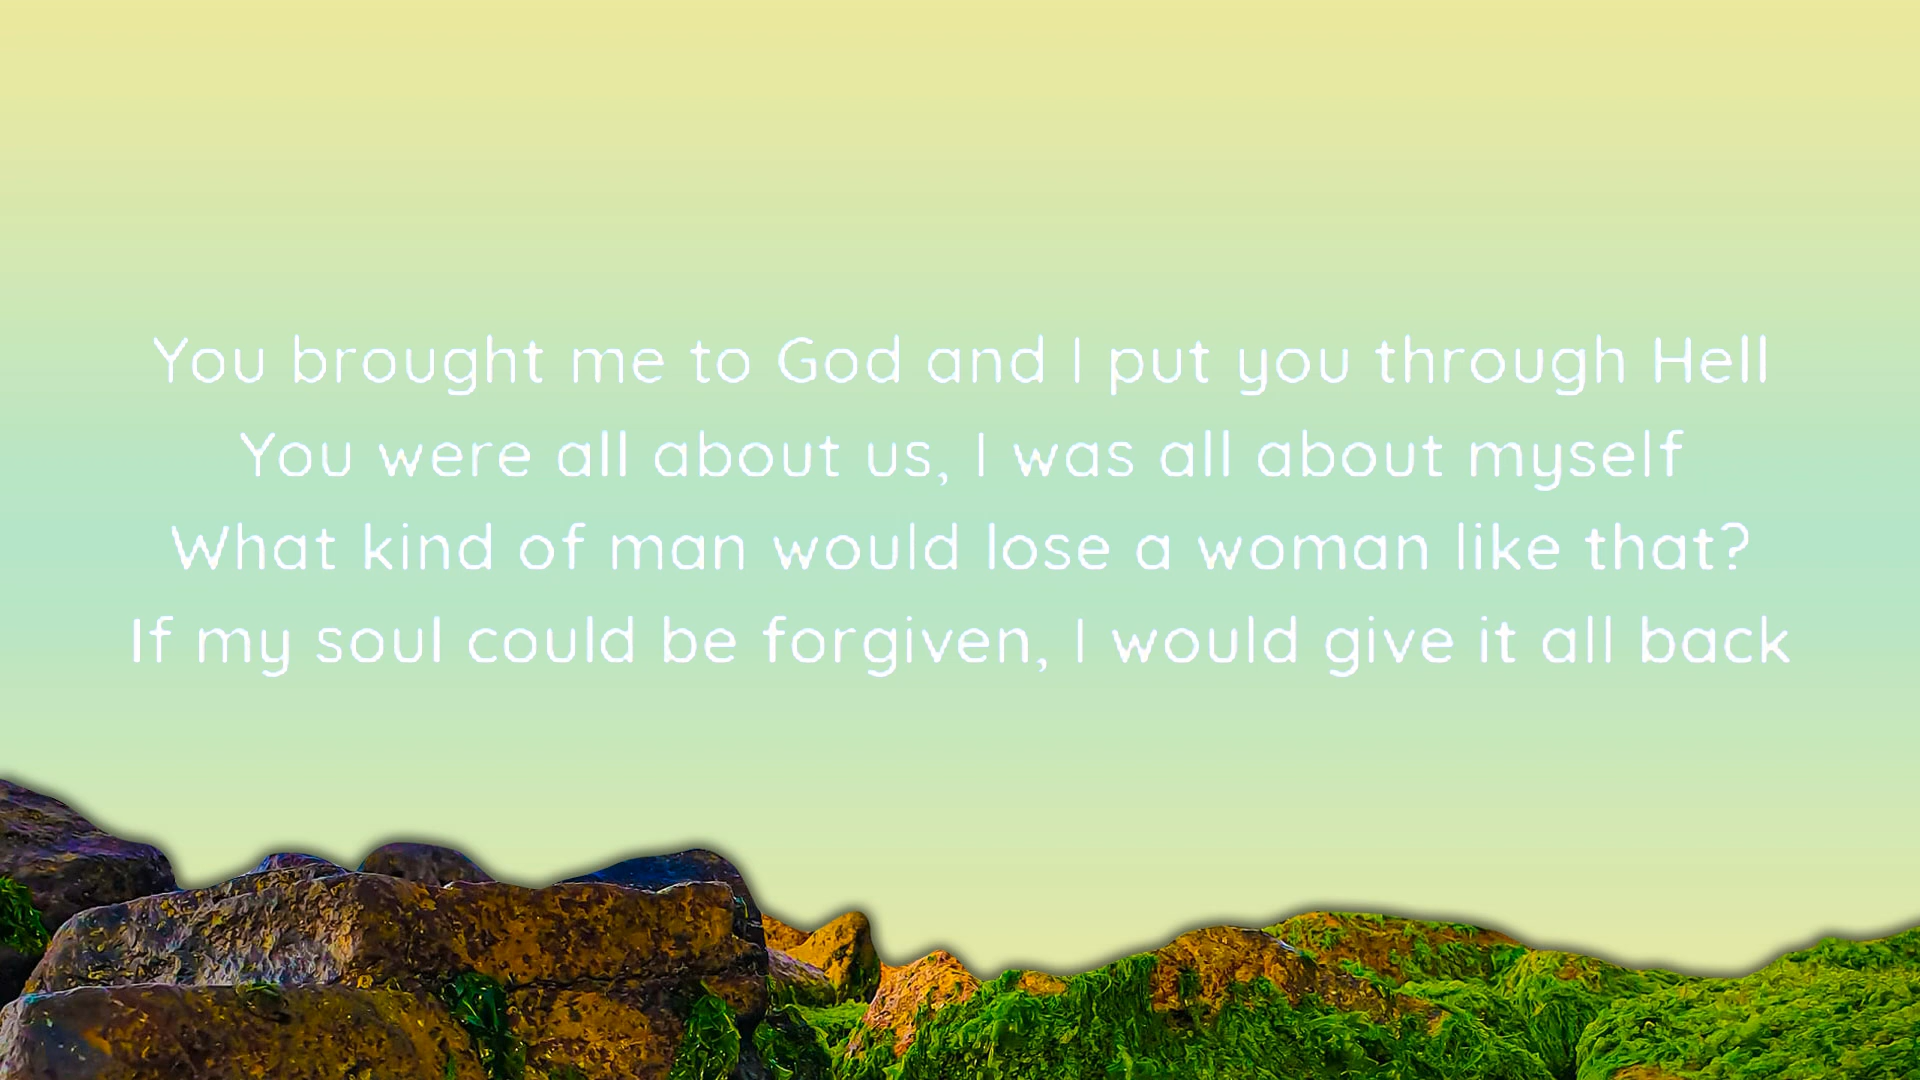 You brought me to God and I put you through Hell
You were all about us, I was all about myself
What kind of man would lose a woman like that?
If my soul could be forgiven, I would give it all back